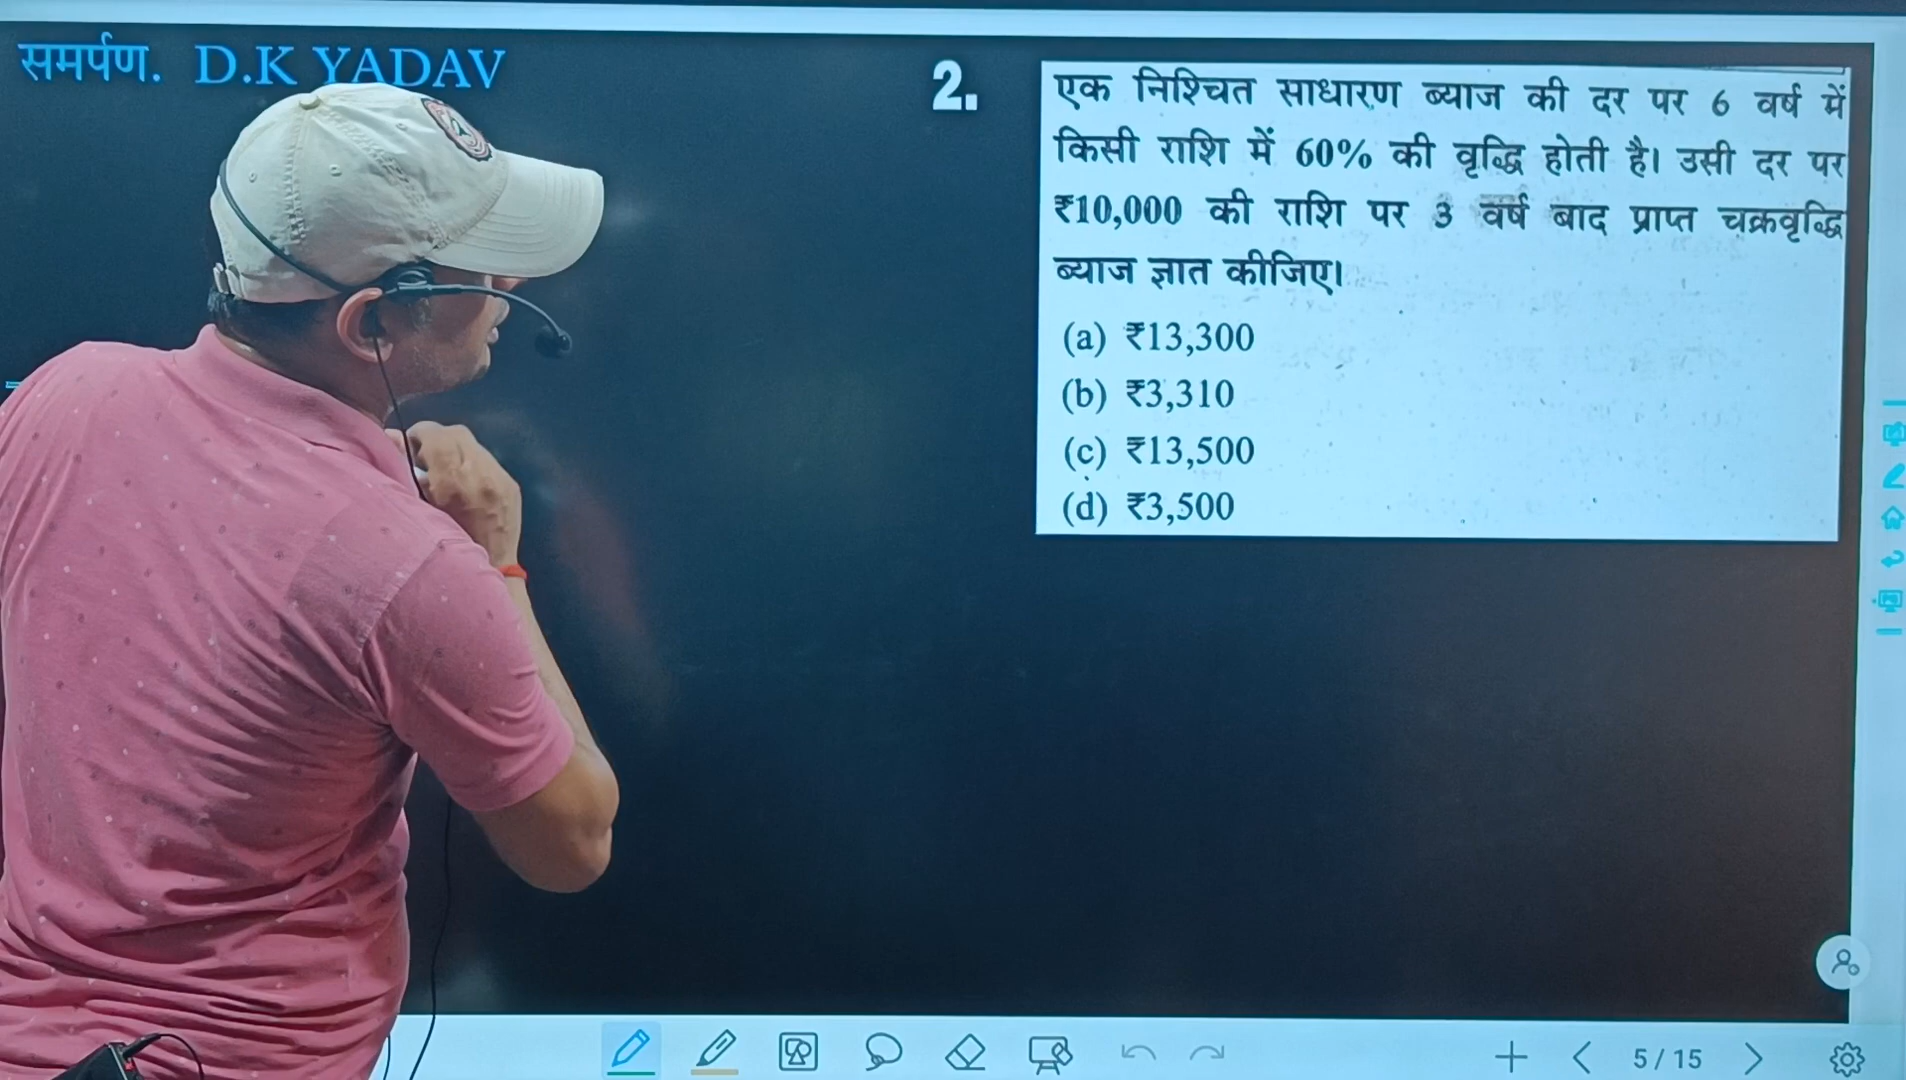 समर्पण. D.K YADAV
2.
एक निश्चित साधारण ब्याज की दर पर 6 वर्ष में
किसी राशि में 60% की वृद्धि होती है। उसी दर पर
₹10,000 की राशि पर 3 वर्ष बाद प्राप्त चक्रवृद्धि
ब्याज ज्ञात कीजिए।
(a) ₹13,300
(b) ₹3,310
(c) ₹13,500
(d) ₹3,500
5/15